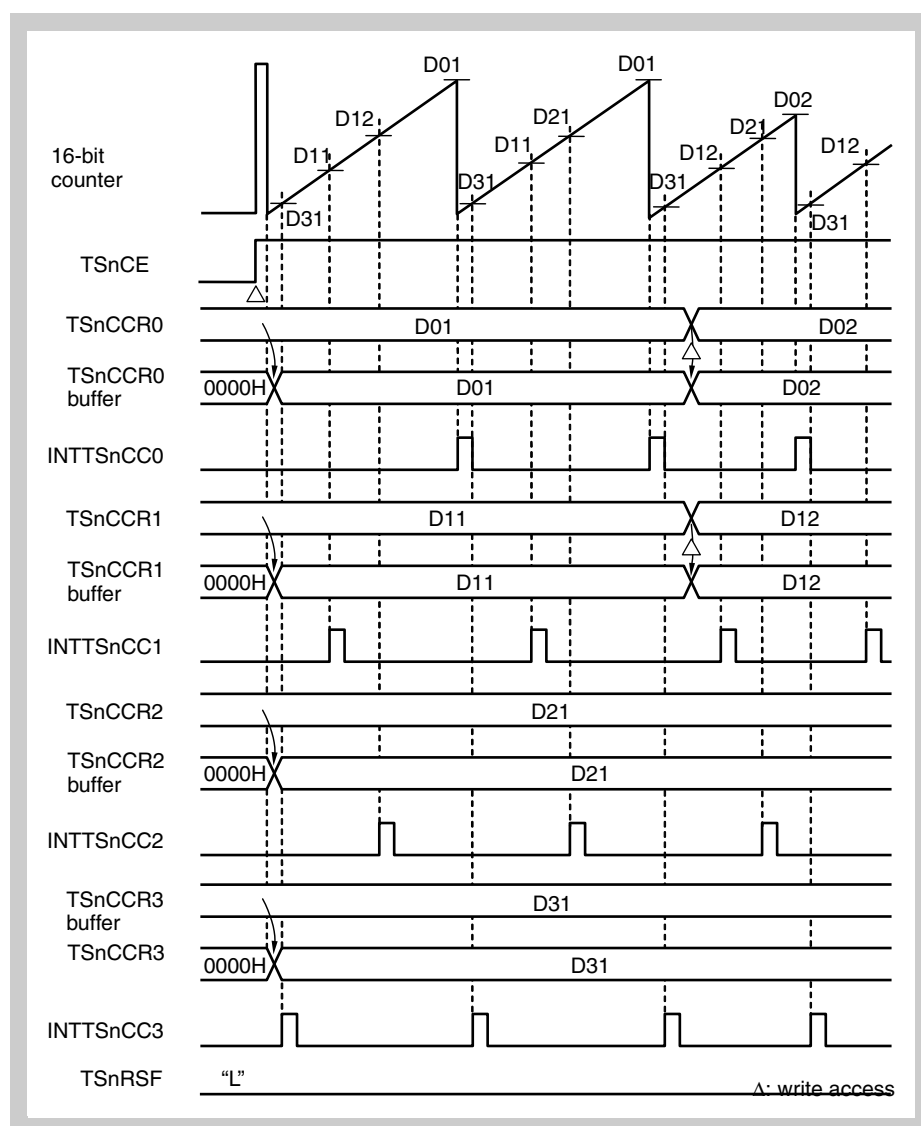 D01
D01
D02
D12
D21
D21
D11
D11
D12
D12
16-bit
counter
D31
D31
D31
D31
TSnCE
Δ
TSnCCR0
D01
D02
Δ
TSnCCR0
buffer
0000H
D01
D02
INTTSnCC0
TSnCCR1
D11
D12
Δ
TSnCCR1
buffer
0000H
D11
D12
INTTSnCC1
TSnCCR2
D21
TSnCCR2
buffer
0000H
D21
INTTSnCC2
TSnCCR3
buffer
D31
TSnCCR3
0000H
D31
INTTSnCC3
TSnRSF
“L”
Δ: write access